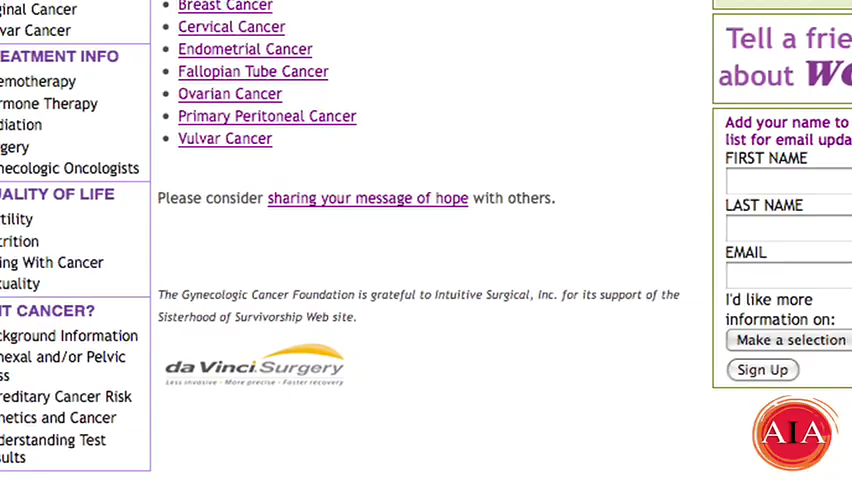 ginal Cancer
var Cancer
EATMENT INFO
emotherapy
rmone Therapy
diation
gery
necologic Oncologists
ALITY OF LIFE
tility
trition
ing With Cancer
xuality
IT CANCER?
ckground Information
nexal and/or Pelvic
ss
reditary Cancer Risk
netics and Cancer
derstanding Test
sults
Breast Cancer
Cervical Cancer
Endometrial Cancer
Fallopian Tube Cancer
Ovarian Cancer
Primary Peritoneal Cancer
Vulvar Cancer
Please consider sharing your message of hope with others.
The Gynecologic Cancer Foundation is grateful to Intuitive Surgical, Inc. for its support of the
Sisterhood of Survivorship Web site.
da Vinci.Surgery
Less invasive - More precise - Faster recovery
Tell a frie
about Wo
Add your name to
list for email upda
FIRST NAME
LAST NAME
EMAIL
I'd like more
information on:
Make a selection
Sign Up
AIA